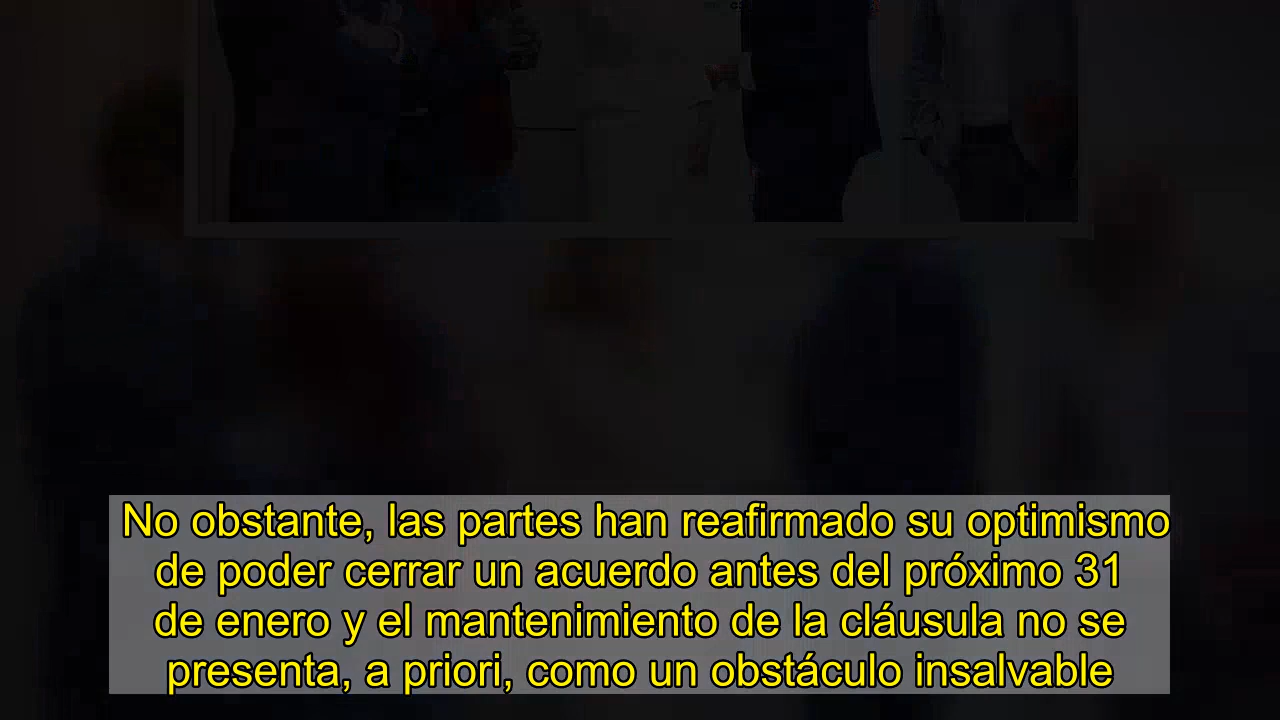 No obstante, las partes han reafirmado su optimismo
de poder cerrar un acuerdo antes del próximo 31
de enero y el mantenimiento de la cláusula no se
presenta, a priori, como un obstáculo insalvable